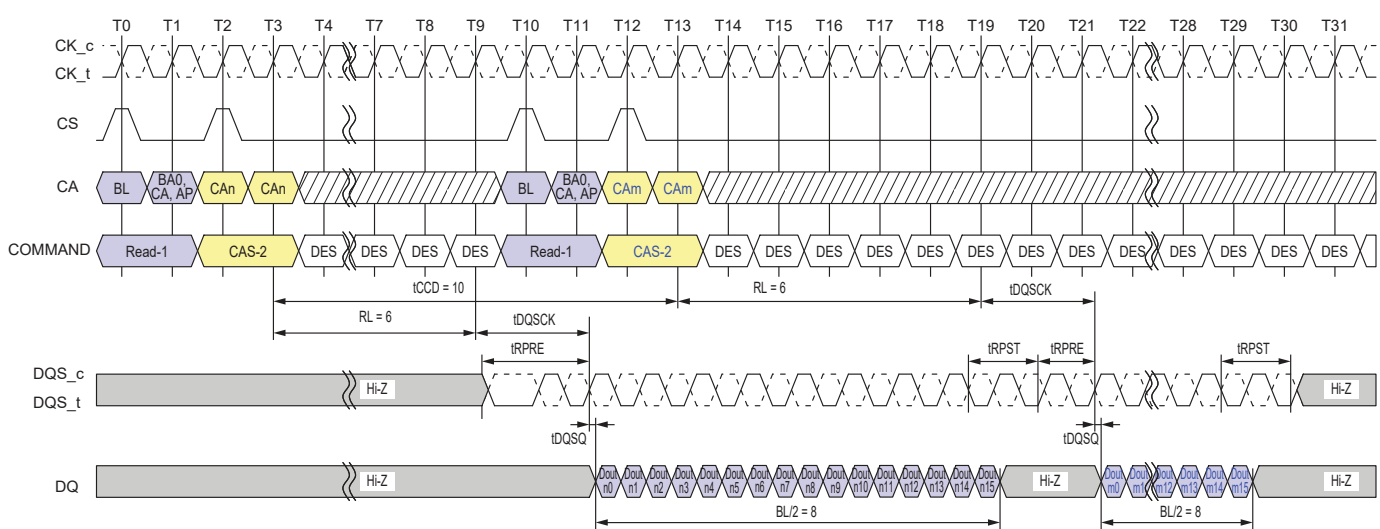 T0 T1 T2 T3 T4 T7 T8 T9 T10 T11 T12 T13 T14 T15 T16 T17 T18 T19 T20 T21 T22 T28 T29 T30 T31
CK_c
CK_t
CS
CA BL BA0, CA, AP CAn CAn BL BA0, CA, AP CAm CAm
COMMAND Read-1 CAS-2 DES DES DES DES Read-1 CAS-2 DES DES DES DES DES DES DES DES DES DES DES DES DES
tCCD = 10 RL = 6 tDQSCK
RL = 6 tDQSCK
tRPRE tRPST tRPRE tRPST
DQS_c
DQS_t
Hi-Z Hi-Z
tDQSQ tDQSQ
DQ Hi-Z Dout n0 Dout n1 Dout n2 Dout n3 Dout n4 Dout n5 Dout n6 Dout n7 Dout n8 Dout n9 Dout n10 Dout n11 Dout n12 Dout n13 Dout n14 Dout n15 Hi-Z Dout m0 Dout m1 Dout m12 Dout m13 Dout m14 Dout m15 Hi-Z
BL/2 = 8 BL/2 = 8